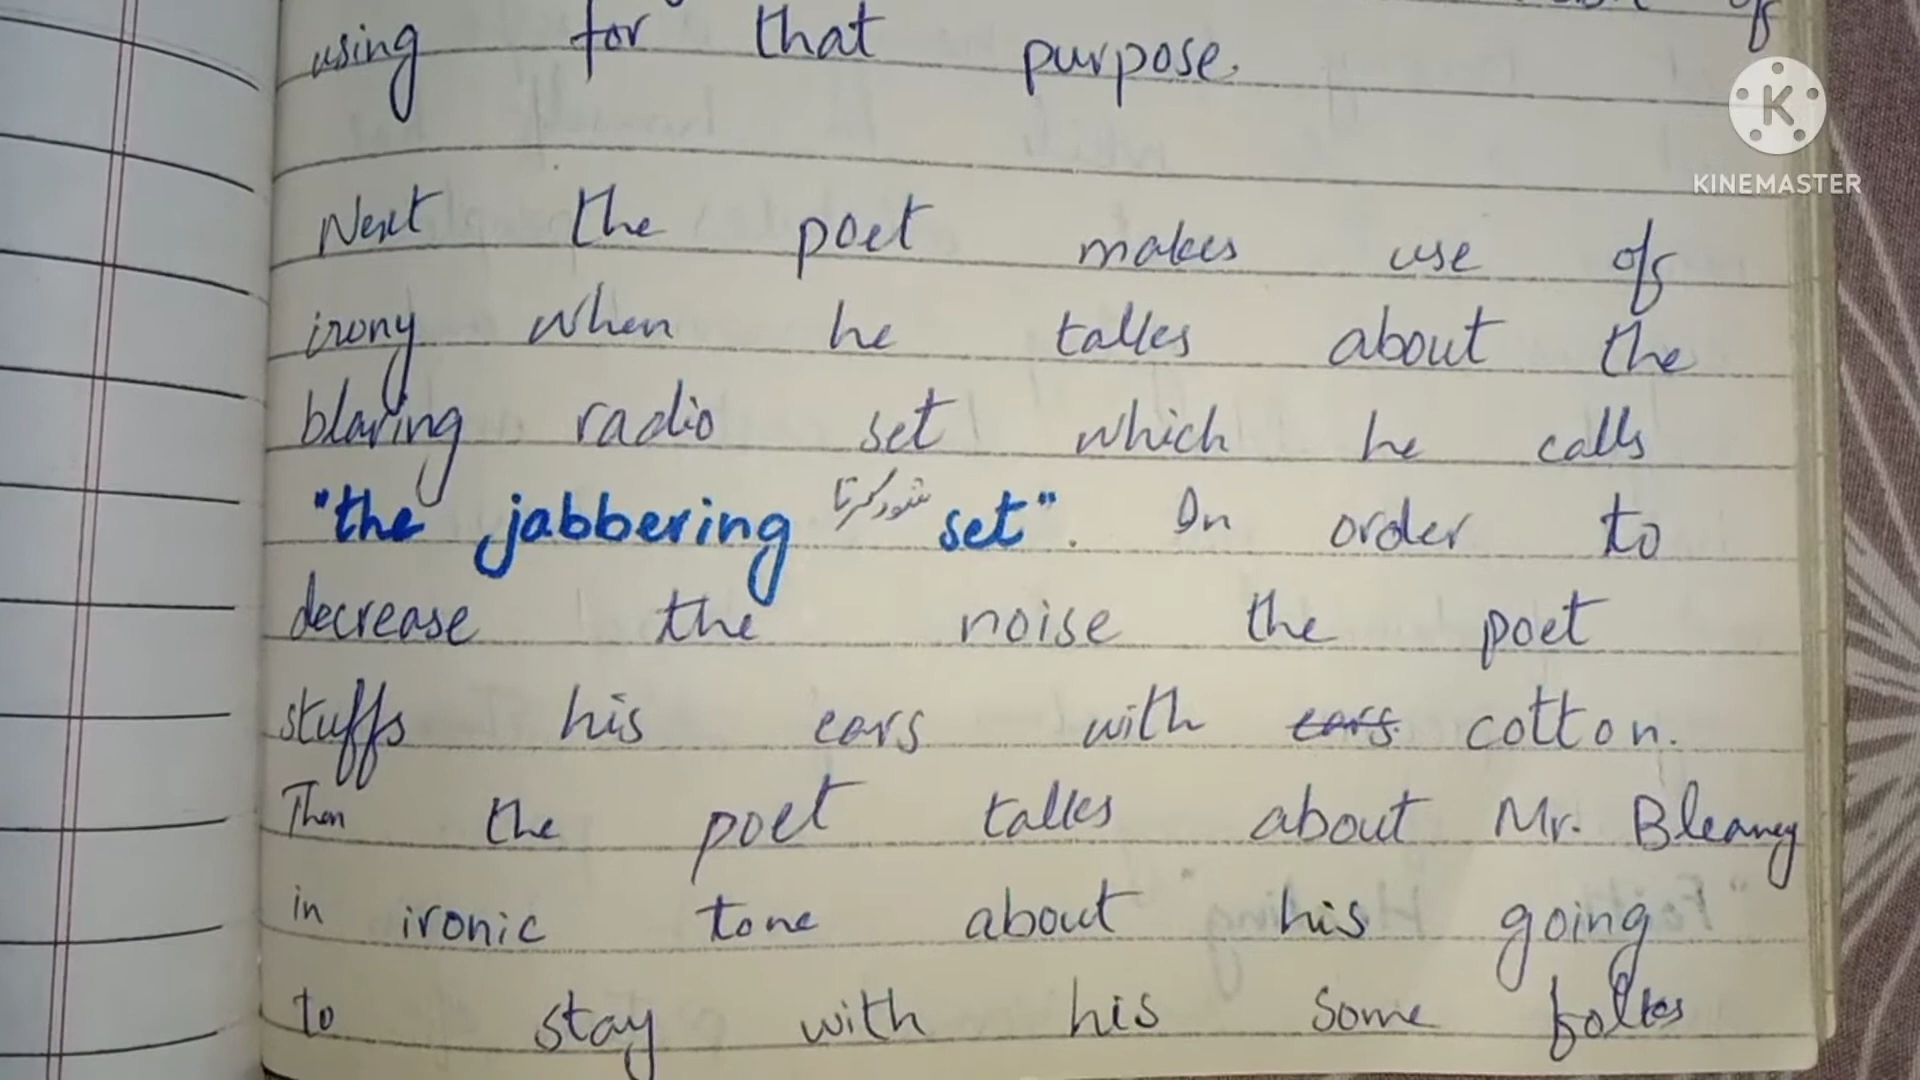 of
using for that purpose.
KINEMASTER
Next the poet makes use of
irony when he talks about the
blaring radio set which he calls
"the jabbering شور کرتا set". In order to
decrease the noise the poet
stuffs his ears with ears. cotton.
Then the poet talks about Mr. Bleaney
in ironic tone about his going
to stay with his some folks